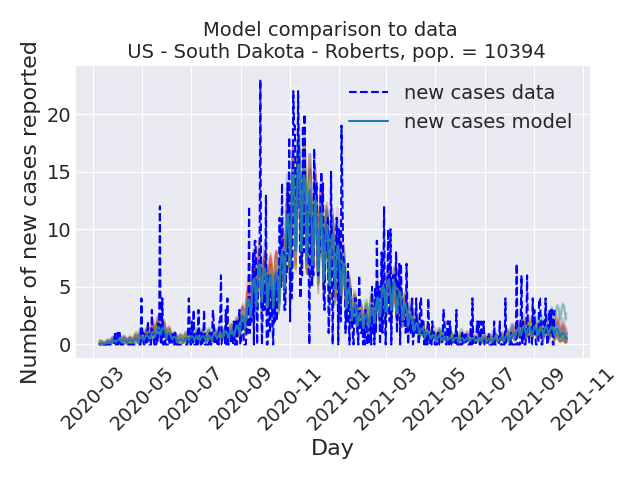 Model comparison to data
US - South Dakota - Roberts, pop. = 10394
Number of new cases reported
20
15
10
5
0
new cases data
new cases model
2020-03
2020-05
2020-07
2020-09
2020-11
2021-01
2021-03
2021-05
2021-07
2021-09
2021-11
Day